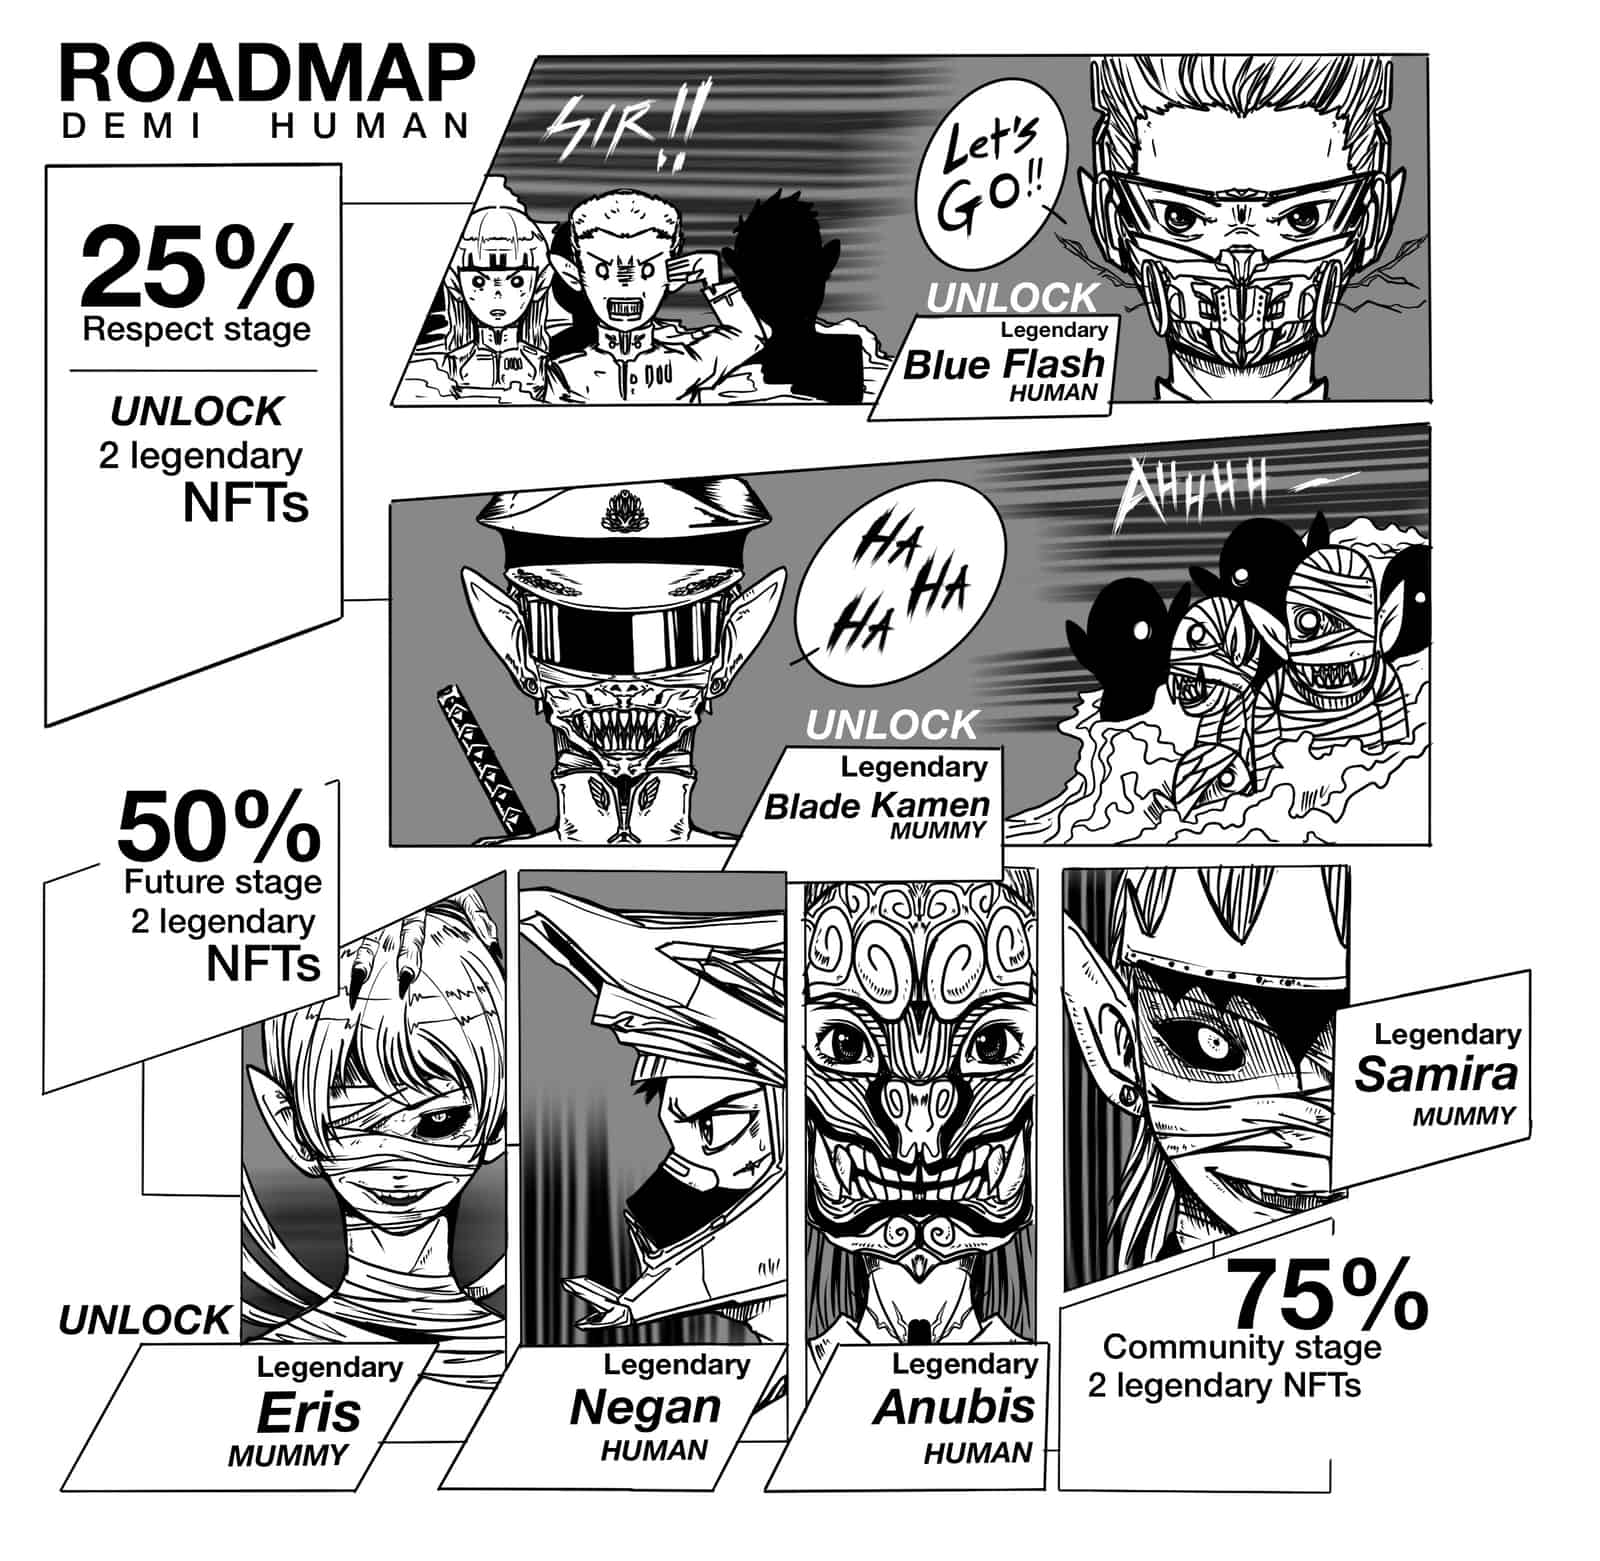 ROADMAP
DEMI HUMAN
25%
Respect stage
UNLOCK
2 legendary
NFTs
SIR!!
Let's
GO!!
UNLOCK
Legendary
Blue Flash
HUMAN
HA
HA
HA
AHHHH
UNLOCK
Legendary
Blade Kamen
MUMMY
50%
Future stage
2 legendary
NFTs
UNLOCK
Legendary
Eris
MUMMY
Legendary
Negan
HUMAN
Legendary
Anubis
HUMAN
Legendary
Samira
MUMMY
75%
Community stage
2 legendary NFTs